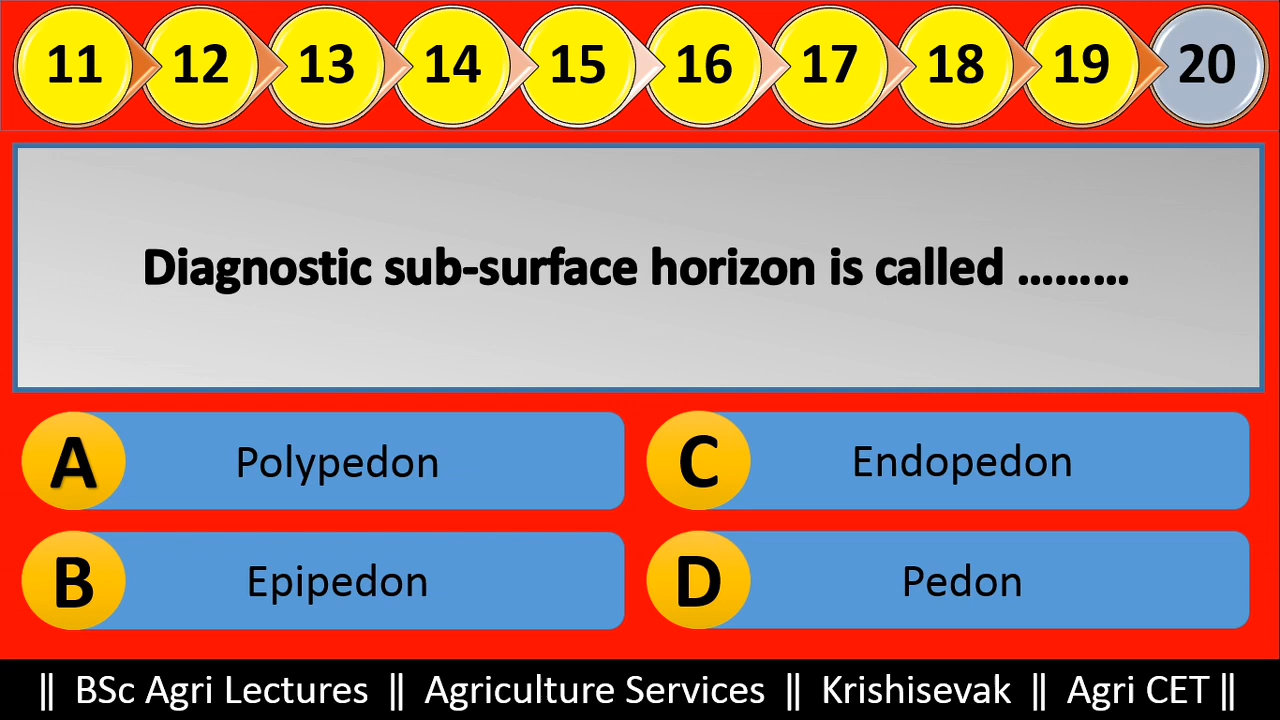 11 12 13 14 15 16 17 18 19 20
Diagnostic sub-surface horizon is called .........
A Polypedon
C Endopedon
B Epipedon
D Pedon
|| BSc Agri Lectures || Agriculture Services || Krishisevak || Agri CET ||